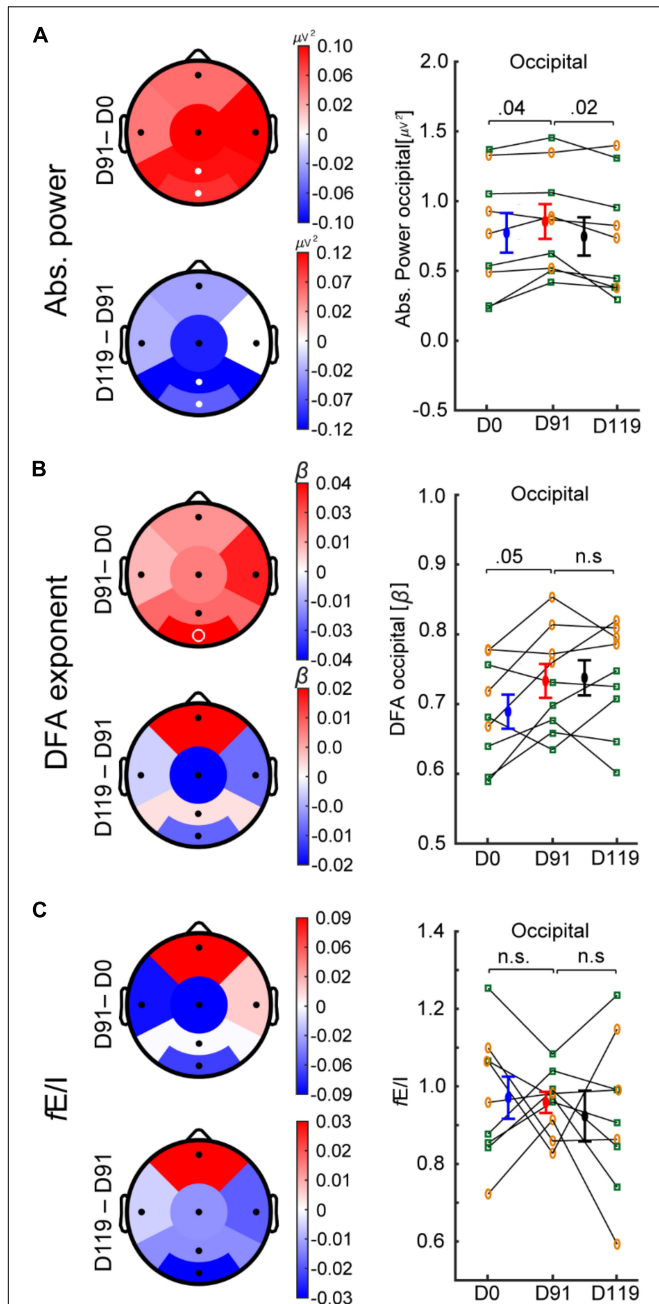 A
Abs. power
D91– D0
μV²
0.10
0.06
0.02
0
-0.02
-0.06
-0.10
D119 – D91
μV²
0.12
0.07
0.02
0
-0.02
-0.07
-0.12
Occipital
.04
.02
Abs. Power occipital[μV²]
2.0
1.5
1.0
0.5
0.0
-0.5
D0
D91
D119
B
DFA exponent
D91– D0
β
0.04
0.03
0.01
0
-0.01
-0.03
-0.04
D119 – D91
β
0.02
0.01
0.0
0
-0.0
-0.01
-0.02
Occipital
.05
n.s
DFA occipital [β]
1.0
0.9
0.8
0.7
0.6
0.5
D0
D91
D119
C
fE/I
D91– D0
0.09
0.06
0.02
0
-0.02
-0.06
-0.09
D119 – D91
0.03
0.02
0.01
0
-0.01
-0.02
-0.03
Occipital
n.s.
n.s
fE/I
1.4
1.2
1.0
0.8
0.6
D0
D91
D119